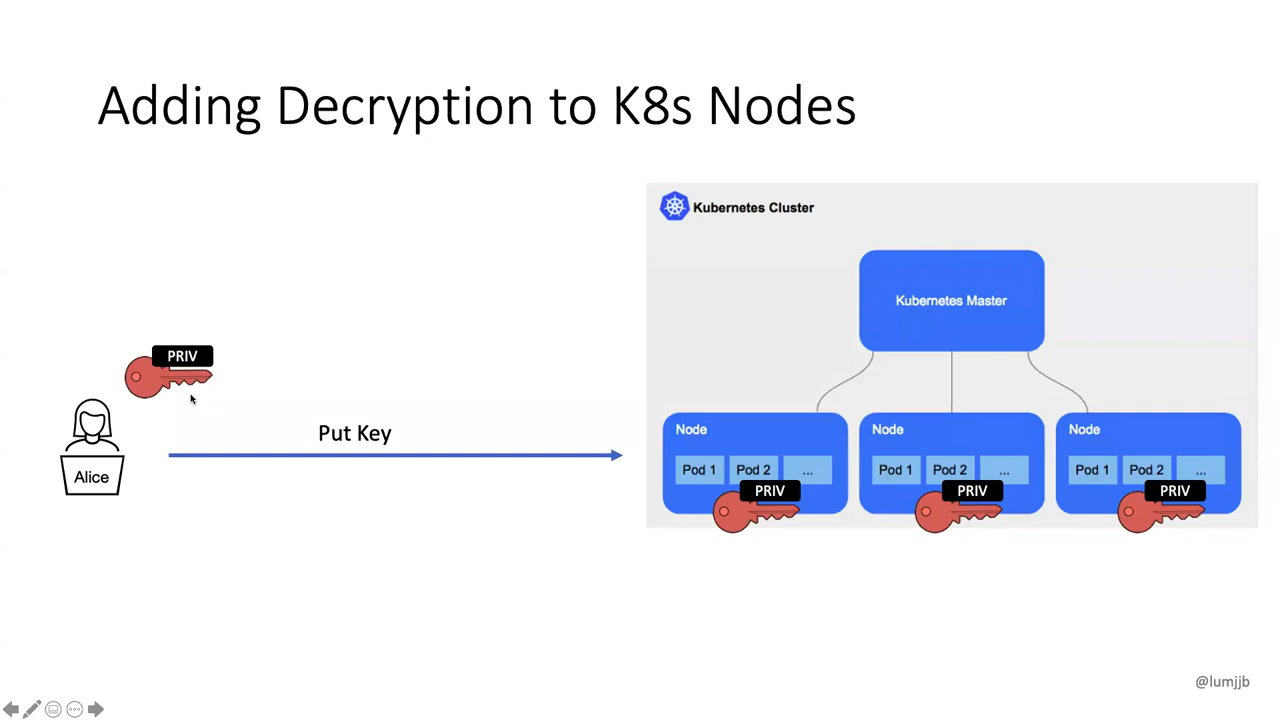 Adding Decryption to K8s Nodes
Kubernetes Cluster
Kubernetes Master
PRIV
Alice
Put Key
Node
Pod 1
Pod 2
...
PRIV
Node
Pod 1
Pod 2
...
PRIV
Node
Pod 1
Pod 2
...
PRIV
@lumjjb